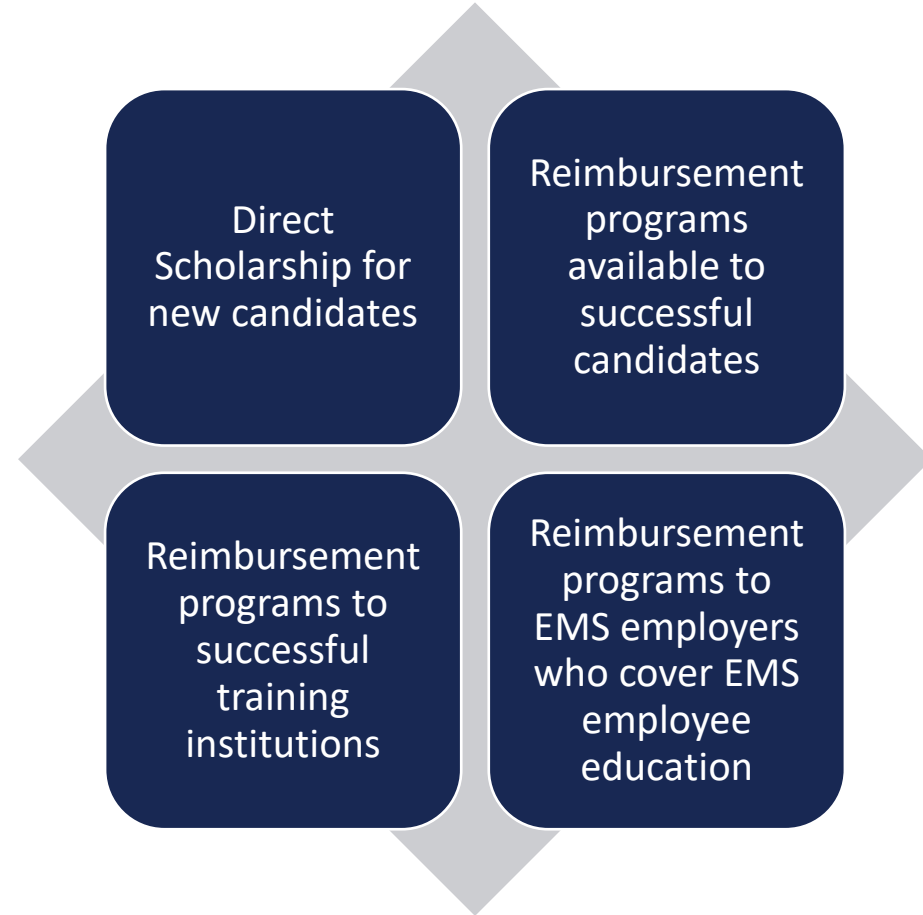 Direct
Scholarship for
new candidates
Reimbursement
programs
available to
successful
candidates
Reimbursement
programs to
successful
training
institutions
Reimbursement
programs to
EMS employers
who cover EMS
employee
education